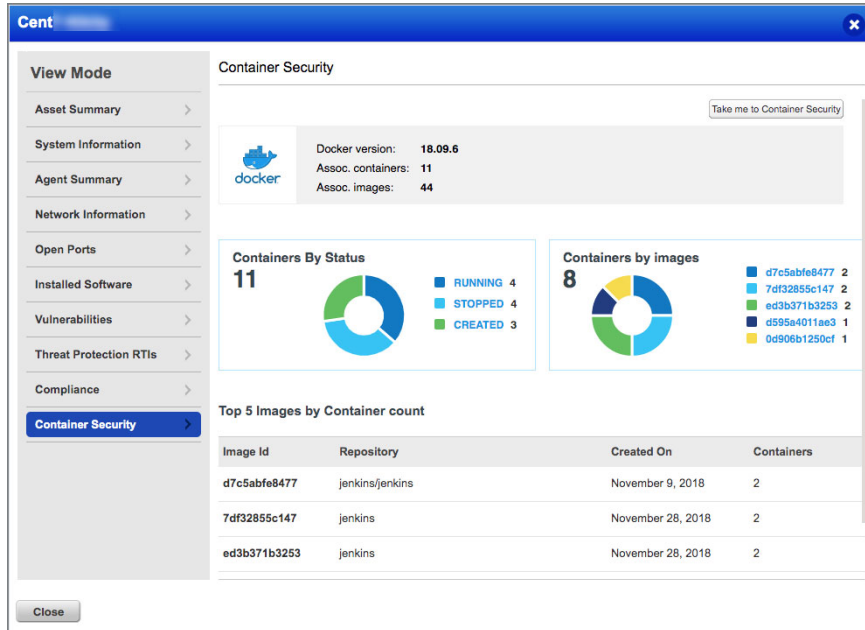 Cent
View Mode
Asset Summary
System Information
Agent Summary
Network Information
Open Ports
Installed Software
Vulnerabilities
Threat Protection RTIs
Compliance
Container Security
Container Security
Take me to Container Security
docker
Docker version: 18.09.6
Assoc. containers: 11
Assoc. images: 44
Containers By Status
11
RUNNING 4
STOPPED 4
CREATED 3
Containers by images
8
d7c5abfe8477 2
7df32855c147 2
ed3b371b3253 2
d595a4011ae3 1
0d906b1250cf 1
Top 5 Images by Container count
Image Id Repository Created On Containers
d7c5abfe8477 jenkins/jenkins November 9, 2018 2
7df32855c147 jenkins November 28, 2018 2
ed3b371b3253 jenkins November 28, 2018 2
Close